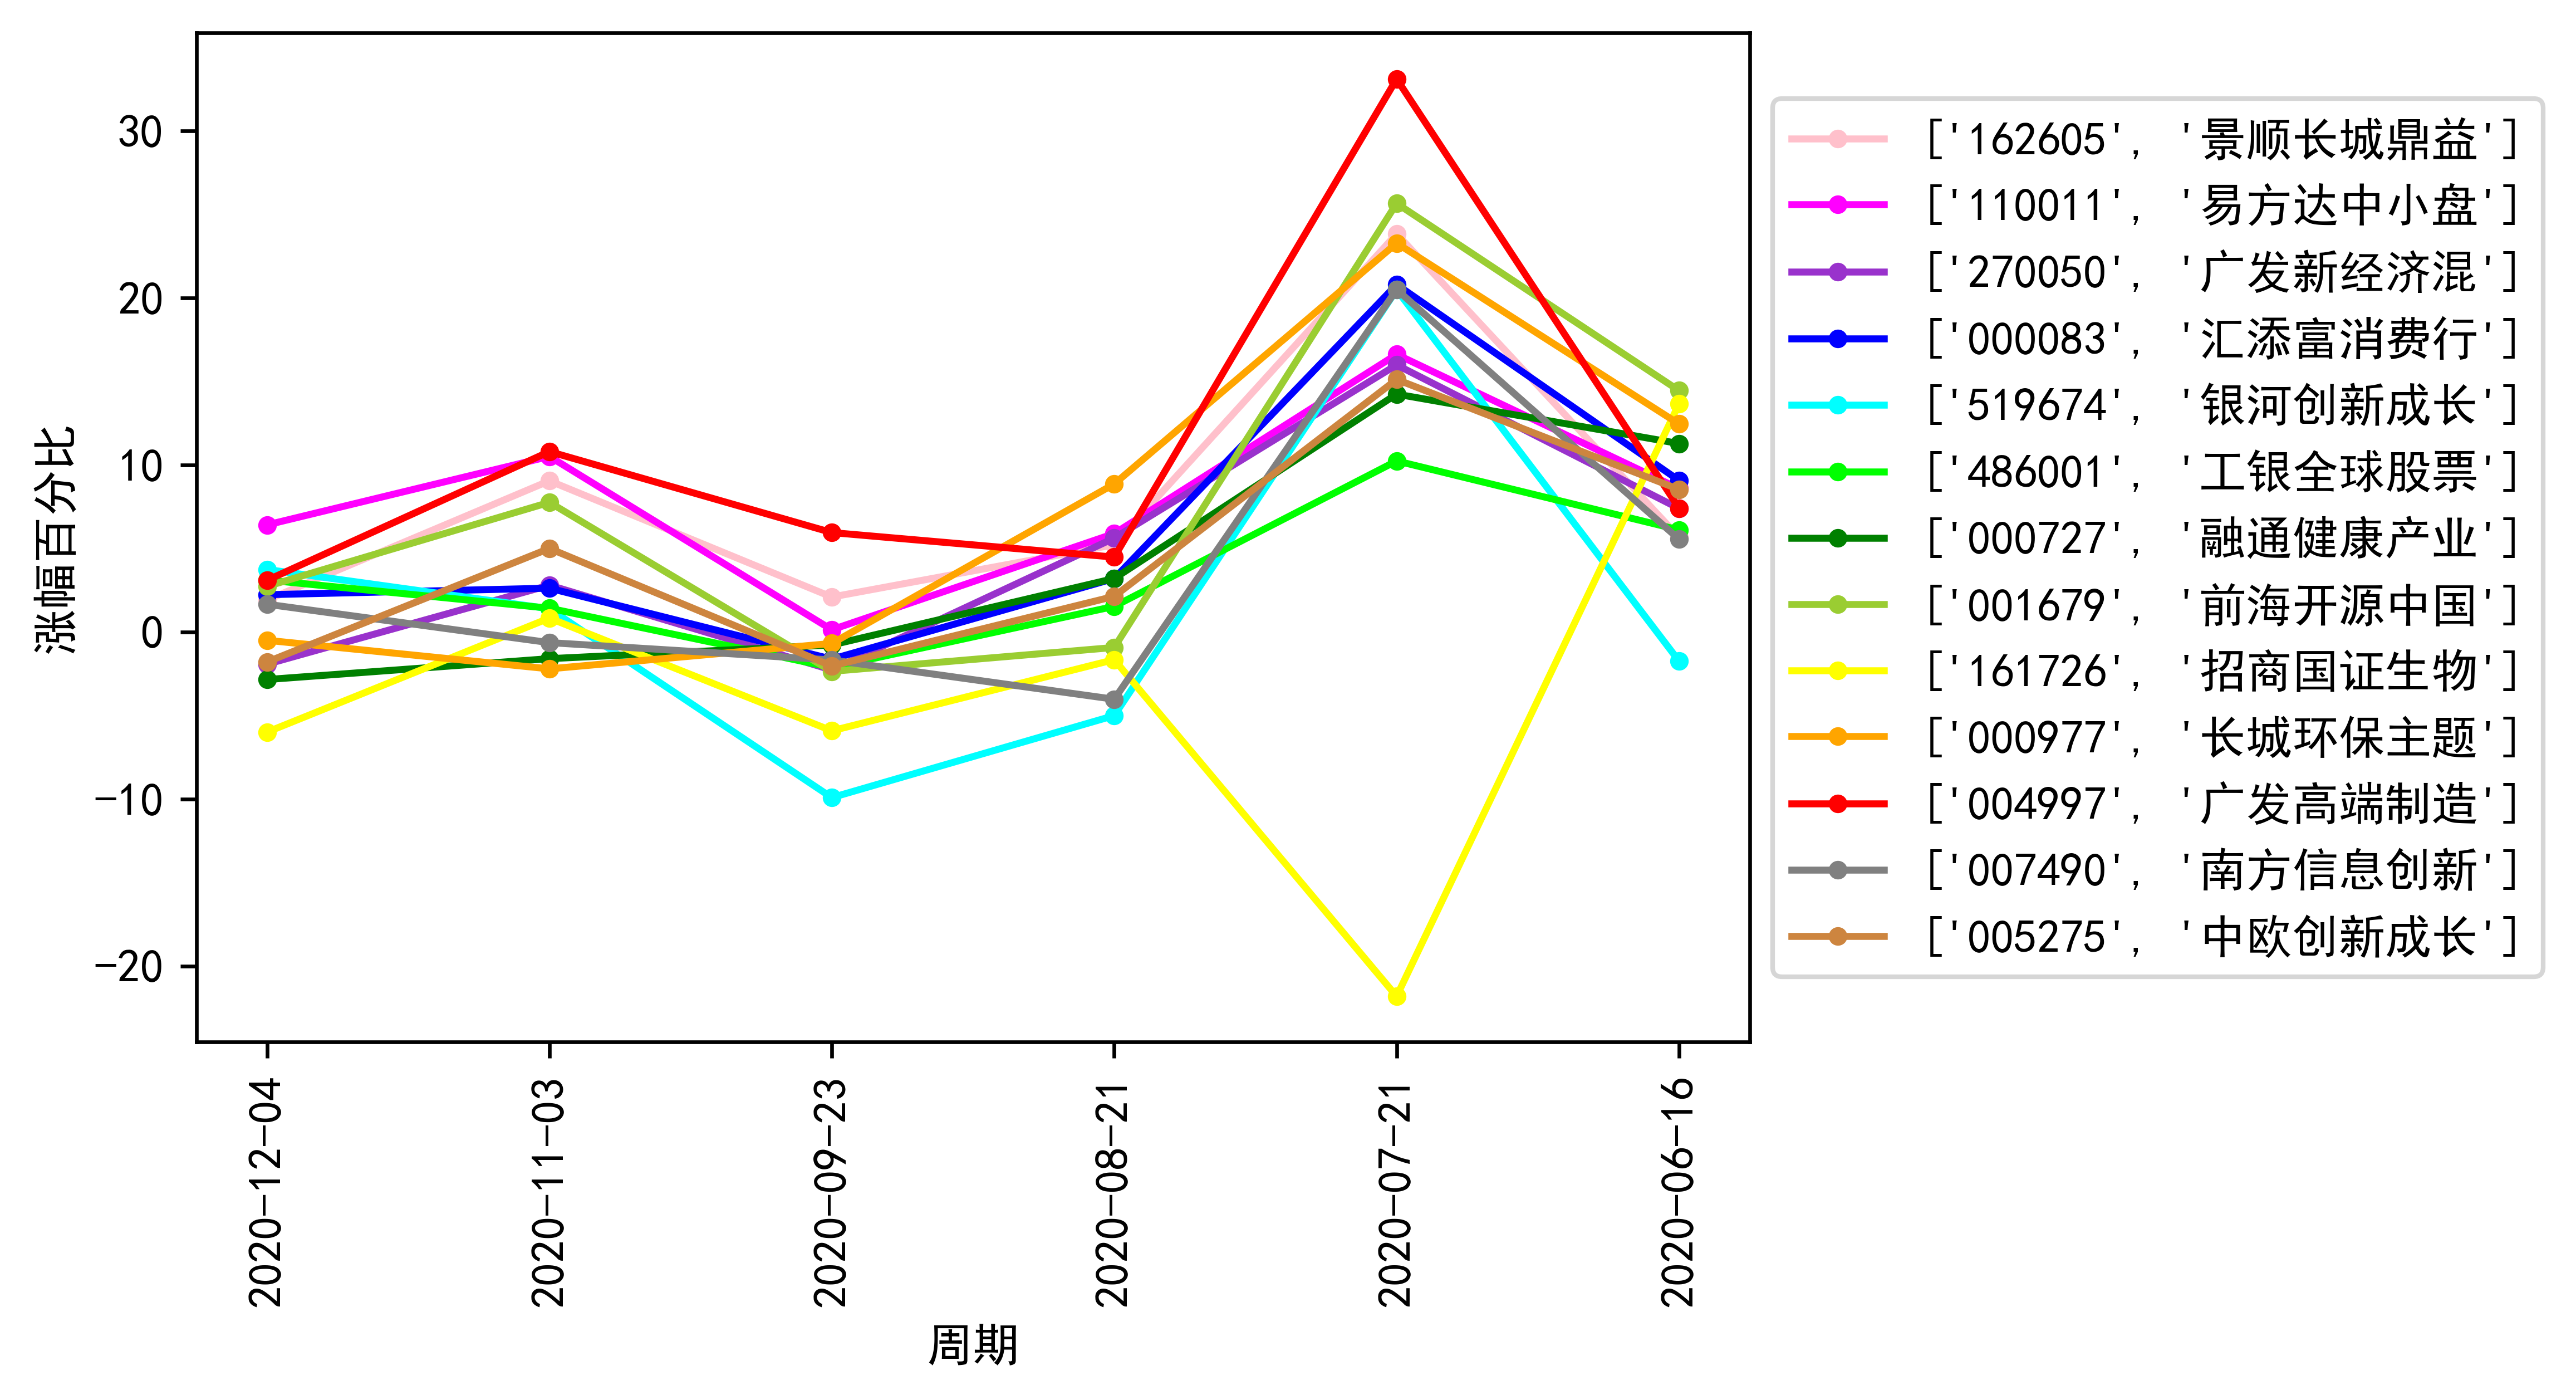 涨幅百分比
30
20
10
0
-10
-20
2020-12-04
2020-11-03
2020-09-23
2020-08-21
2020-07-21
2020-06-16
周期
['162605', '景顺长城鼎益']
['110011', '易方达中小盘']
['270050', '广发新经济混']
['000083', '汇添富消费行']
['519674', '银河创新成长']
['486001', '工银全球股票']
['000727', '融通健康产业']
['001679', '前海开源中国']
['161726', '招商国证生物']
['000977', '长城环保主题']
['004997', '广发高端制造']
['007490', '南方信息创新']
['005275', '中欧创新成长']